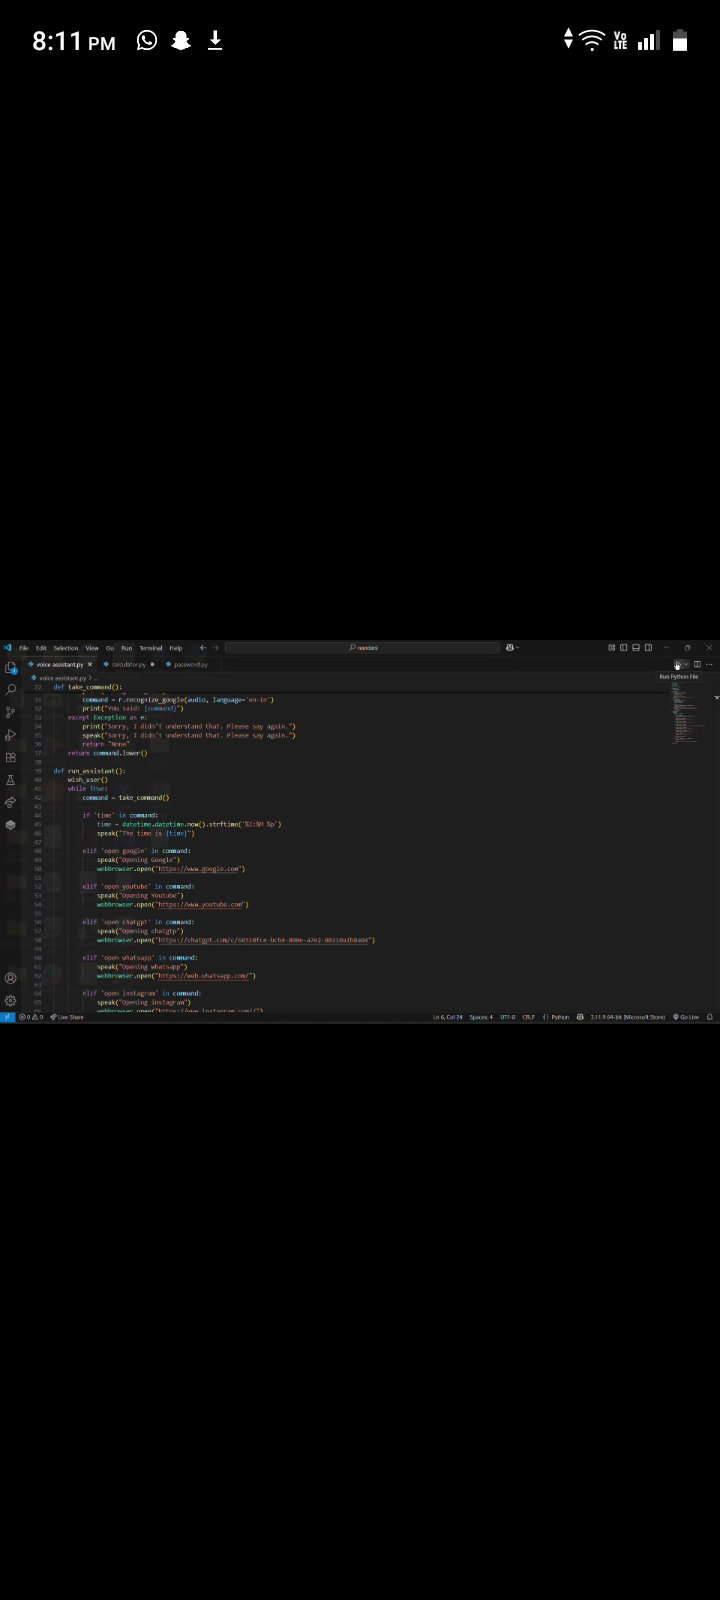 8:11 PM
Vo LTE
File Edit Selection View Go Run Terminal Help
nandani
voice assistant.py calculator.py password.py
Run Python File
voice assistant.py > ...
22 def take_command():
31 command = r.recognize_google(audio, language='en-in')
32 print("You said: {command}")
33 except Exception as e:
34 print("Sorry, I didn't understand that. Please say again.")
35 speak("Sorry, I didn't understand that. Please say again.")
36 return "None"
37 return command.lower()
38
39 def run_assistant():
40 wish_user()
41 while True:
42 command = take_command()
43
44 if 'time' in command:
45 time = datetime.datetime.now().strftime('%I:%M %p')
46 speak("The time is {time}")
47
48 elif 'open google' in command:
49 speak("Opening Google")
50 webbrowser.open("https://www.google.com")
51
52 elif 'open youtube' in command:
53 speak("Opening Youtube")
54 webbrowser.open("https://www.youtube.com")
55
56 elif 'open chatgpt' in command:
57 speak("Opening chatgtp")
58
60 elif 'open whatsapp' in command:
61 speak("Opening whatsapp")
62 webbrowser.open("https://web.whatsapp.com/")
63
64 elif 'open instagram' in command:
65 speak("Opening instagram")
0 0 Live Share Ln 6, Col 24 Spaces: 4 UTF-8 CRLF {} Python 3.11.9 64-bit (Microsoft Store) Go Live